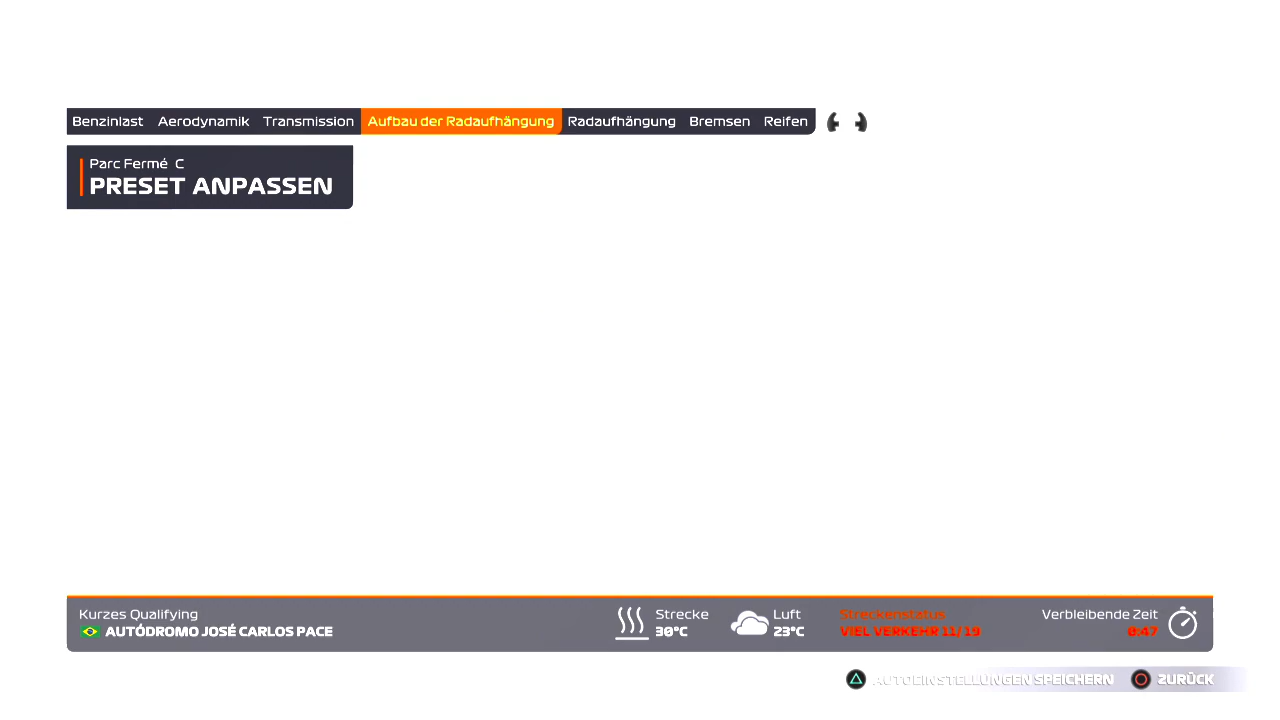 Benzinlast Aerodynamik Transmission Aufbau der Radaufhängung Radaufhängung Bremsen Reifen
Parc Fermé C
PRESET ANPASSEN
Kurzes Qualifying
AUTÓDROMO JOSÉ CARLOS PACE
Strecke
30°C
Luft
23°C
Streckenstatus
VIEL VERKEHR 11/19
Verbleibende Zeit
0:47
AUTOEINSTELLUNGEN SPEICHERN ZURÜCK